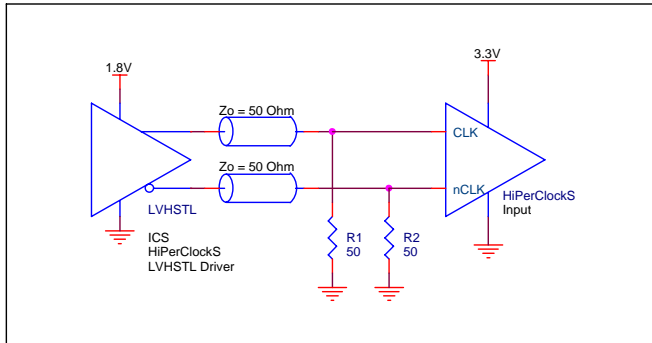 1.8V
3.3V
Zo = 50 Ohm
CLK
Zo = 50 Ohm
nCLK
HiPerClockS
Input
LVHSTL
ICS
HiPerClockS
LVHSTL Driver
R1
50
R2
50